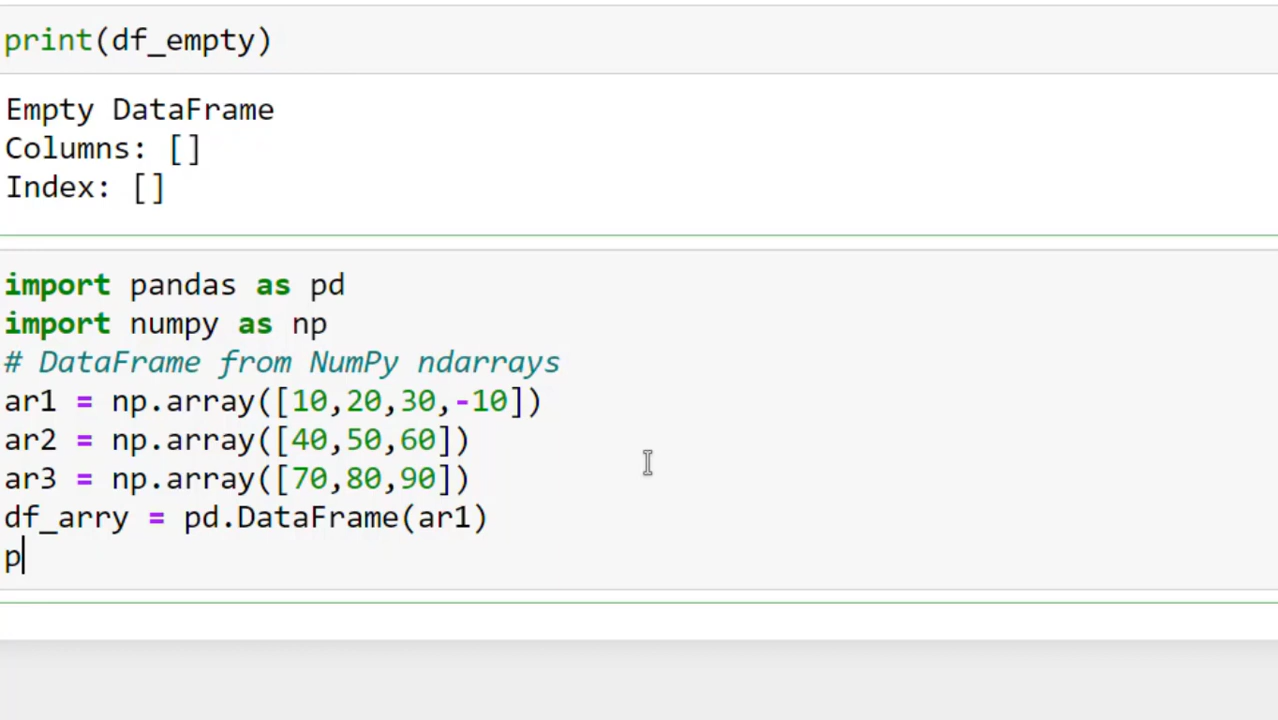 print(df_empty)
Empty DataFrame
Columns: []
Index: []
import pandas as pd
import numpy as np
# DataFrame from NumPy ndarrays
ar1 = np.array([10,20,30,-10])
ar2 = np.array([40,50,60])
ar3 = np.array([70,80,90])
df_arry = pd.DataFrame(ar1)
p